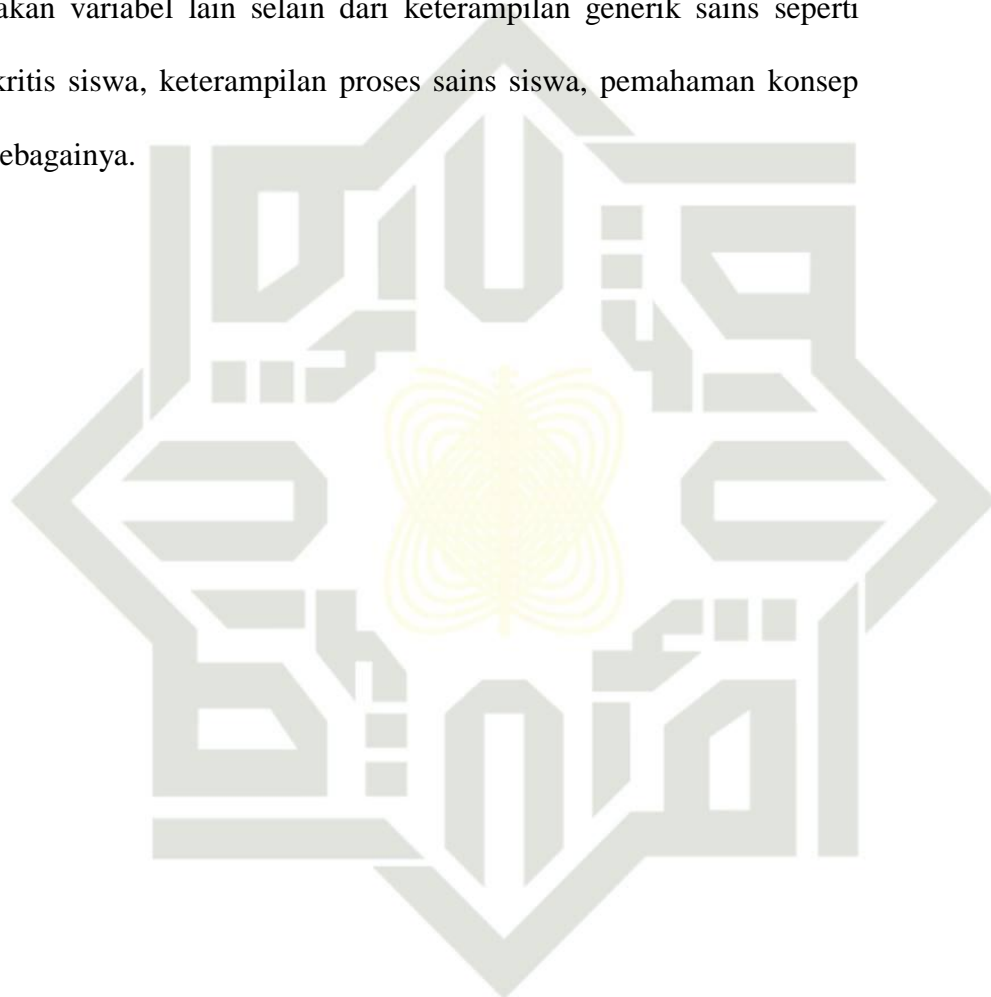 akan variabel lain selain dari keterampilan generik sains seperti
kritis siswa, keterampilan proses sains siswa, pemahaman konsep
ebagainya.